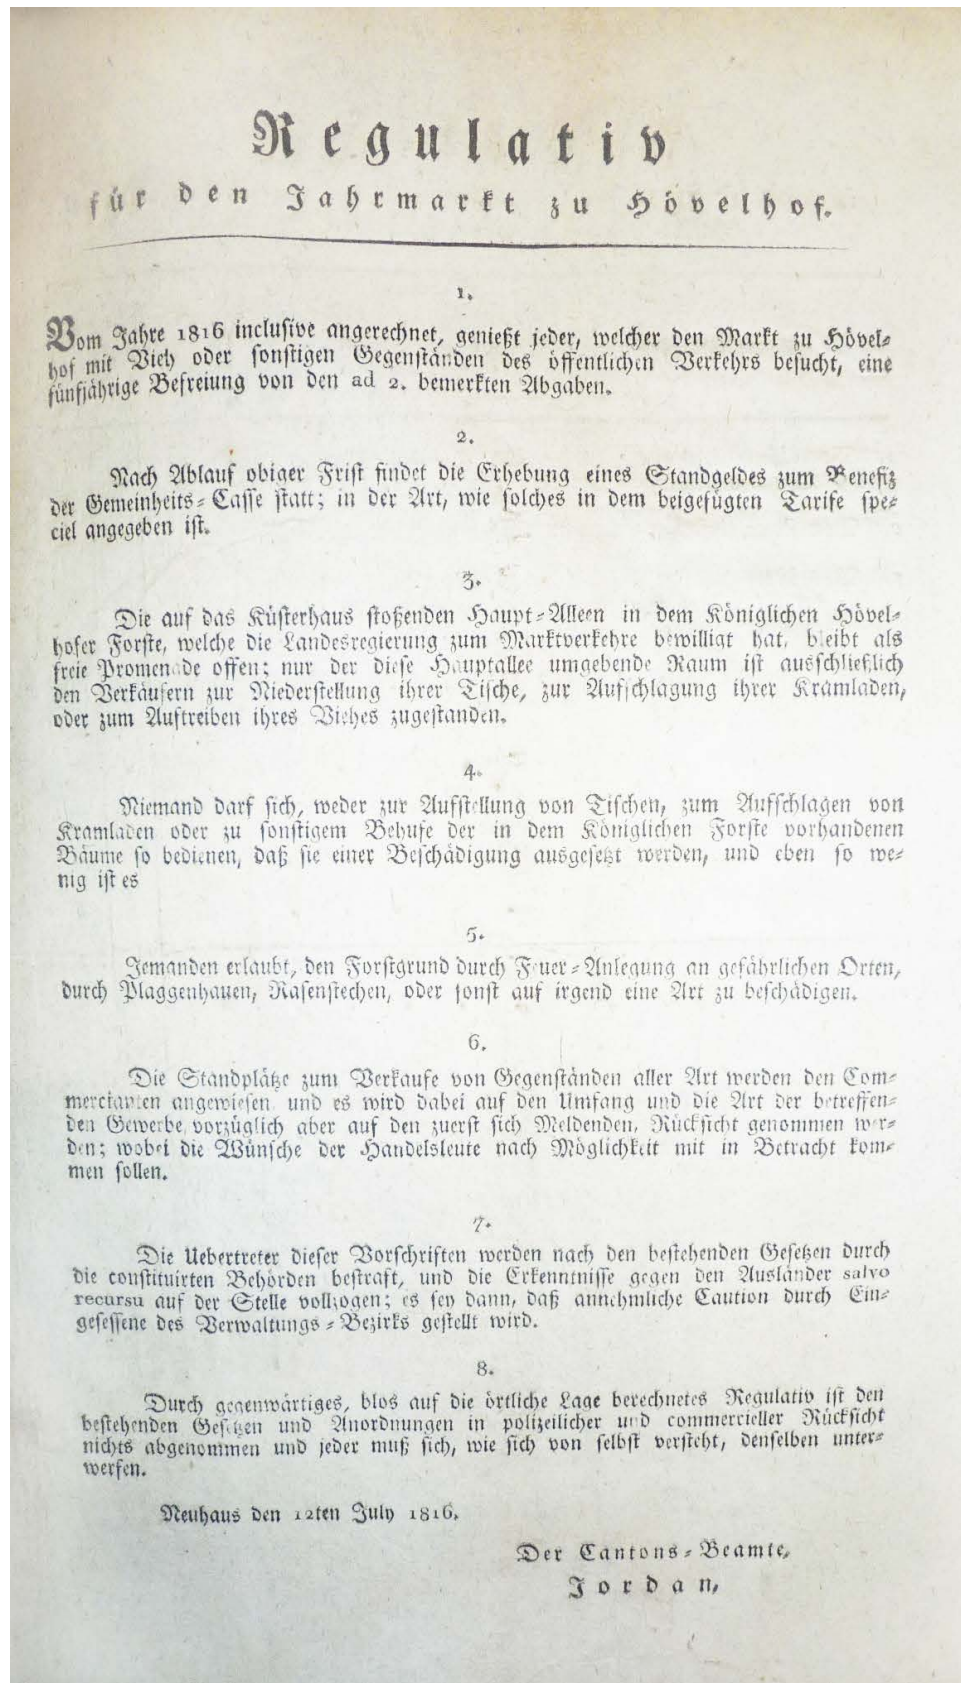 Regulativ
für den Jahrmarkt zu Hövelhof.
1.
Vom Jahre 1816 inclusive angerechnet, genießt jeder, welcher den Markt zu Hövel-
hof mit Vieh oder sonstigen Gegenständen des öffentlichen Verkehrs besucht, eine
fünfjährige Befreiung von den ad 2. bemerkten Abgaben.
2.
Nach Ablauf obiger Frist findet die Erhebung eines Standgeldes zum Benefiz
der Gemeinheits-Casse statt; in der Art, wie solches in dem beigefügten Tarife spe-
ciel angegeben ist.
3.
Die auf das Küsterhaus stoßenden Haupt-Alleen in dem Königlichen Hövel-
hofer Forste, welche die Landesregierung zum Marktverkehre bewilligt hat, bleibt als
freie Promenade offen; nur der diese Hauptallee umgebende Raum ist ausschließlich
den Verkäufern zur Niederstellung ihrer Tische, zur Aufschlagung ihrer Kramladen,
oder zum Auftreiben ihres Viehes zugestanden.
4.
Niemand darf sich, weder zur Aufstellung von Tischen, zum Aufschlagen von
Kramladen oder zu sonstigem Behufe der in dem Königlichen Forste vorhandenen
Bäume so bedienen, daß sie einer Beschädigung ausgesetzt werden, und eben so we-
nig ist es
5.
Jemanden erlaubt, den Forstgrund durch Feuer-Anlegung an gefährlichen Orten,
durch Plaggenhauen, Rasenstechen, oder sonst auf irgend eine Art zu beschädigen.
6.
Die Standplätze zum Verkaufe von Gegenständen aller Art werden den Com-
mercianten angewiesen und es wird dabei auf den Umfang und die Art der betreffen-
den Gewerbe, vorzüglich aber auf den zuerst sich Meldenden, Rücksicht genommen wer-
den; wobei die Wünsche der Handelsleute nach Möglichkeit mit in Betracht kom-
men sollen.
7.
Die Uebertreter dieser Vorschriften werden nach den bestehenden Gesetzen durch
die constituirten Behörden bestraft, und die Erkenntnisse gegen den Ausländer salvo
recursu auf der Stelle vollzogen; es sey dann, daß annehmliche Caution durch Ein-
gesessene des Verwaltungs-Bezirks gestellt wird.
8.
Durch gegenwärtiges, blos auf die örtliche Lage berechnetes Regulativ ist den
bestehenden Gesetzen und Anordnungen in polizeilicher und commercieller Rücksicht
nichts abgenommen und jeder muß sich, wie sich von selbst versteht, denselben unter-
werfen.
Neuhaus den 12ten July 1816.
Der Cantons-Beamte,
Jordan,